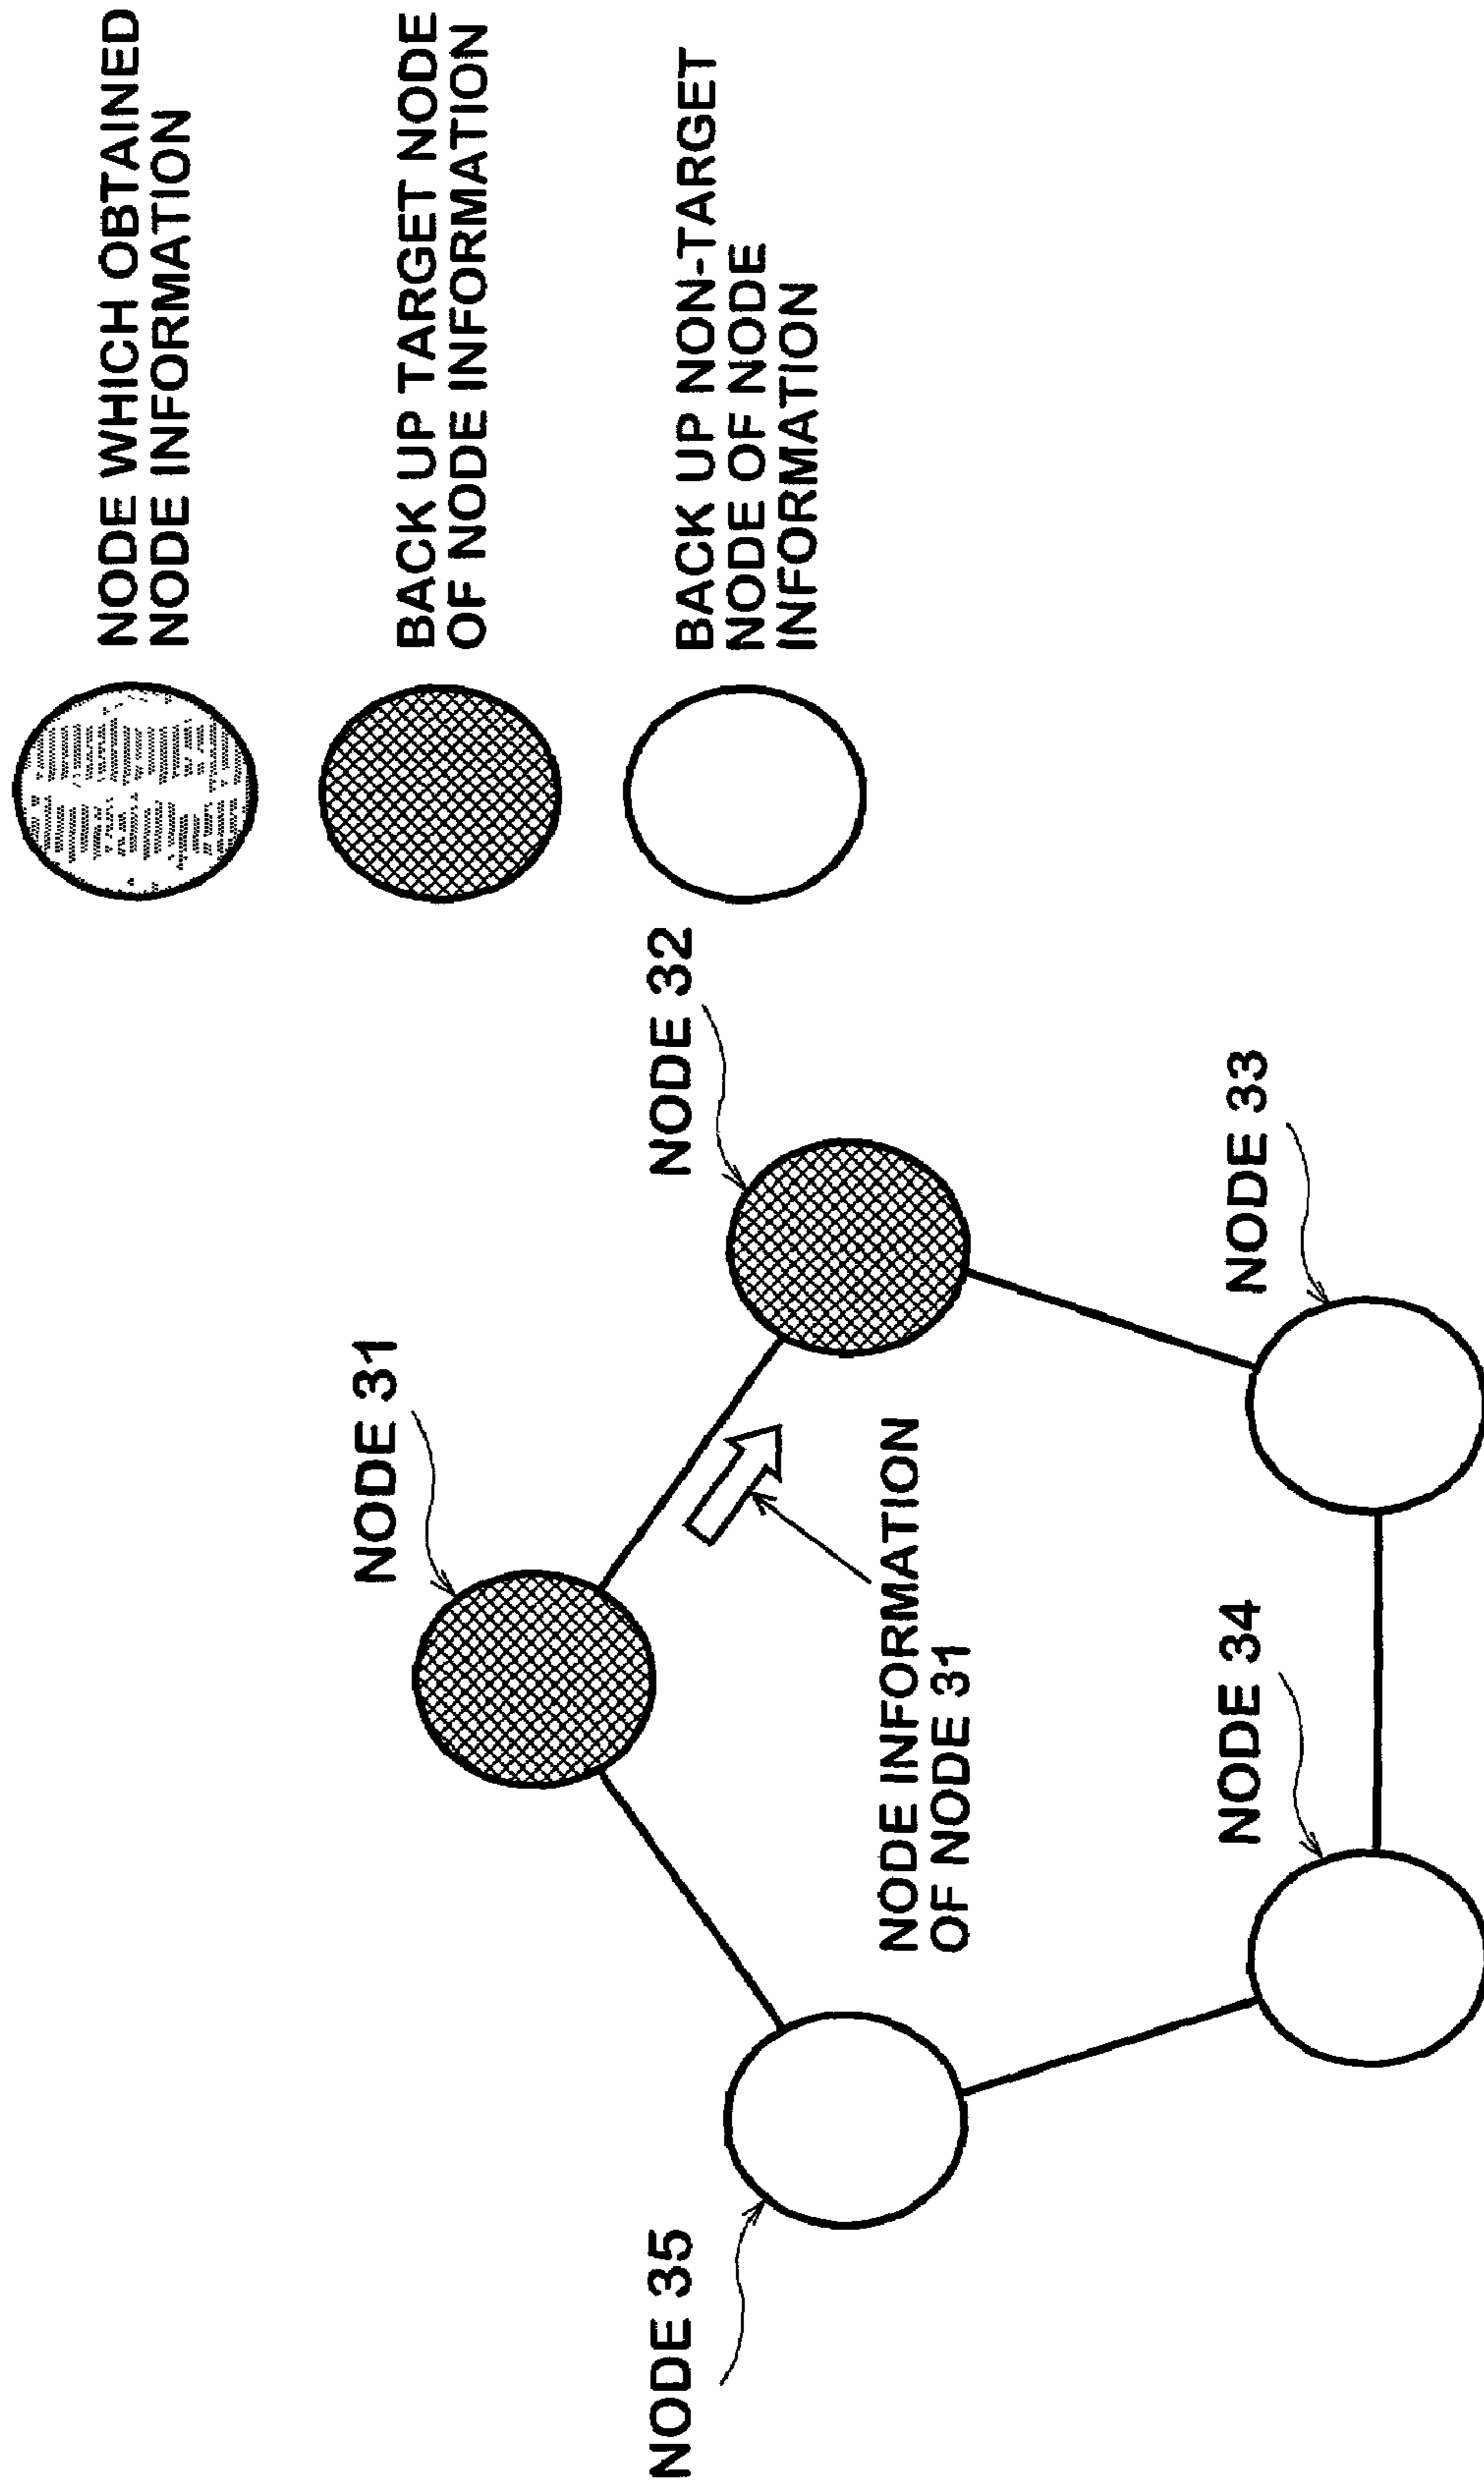 NODE WHICH OBTAINED
NODE INFORMATION
BACK UP TARGET NODE
OF NODE INFORMATION
BACK UP NON-TARGET
NODE OF NODE
INFORMATION
NODE 31
NODE 32
NODE 35
NODE INFORMATION
OF NODE 31
NODE 34
NODE 33